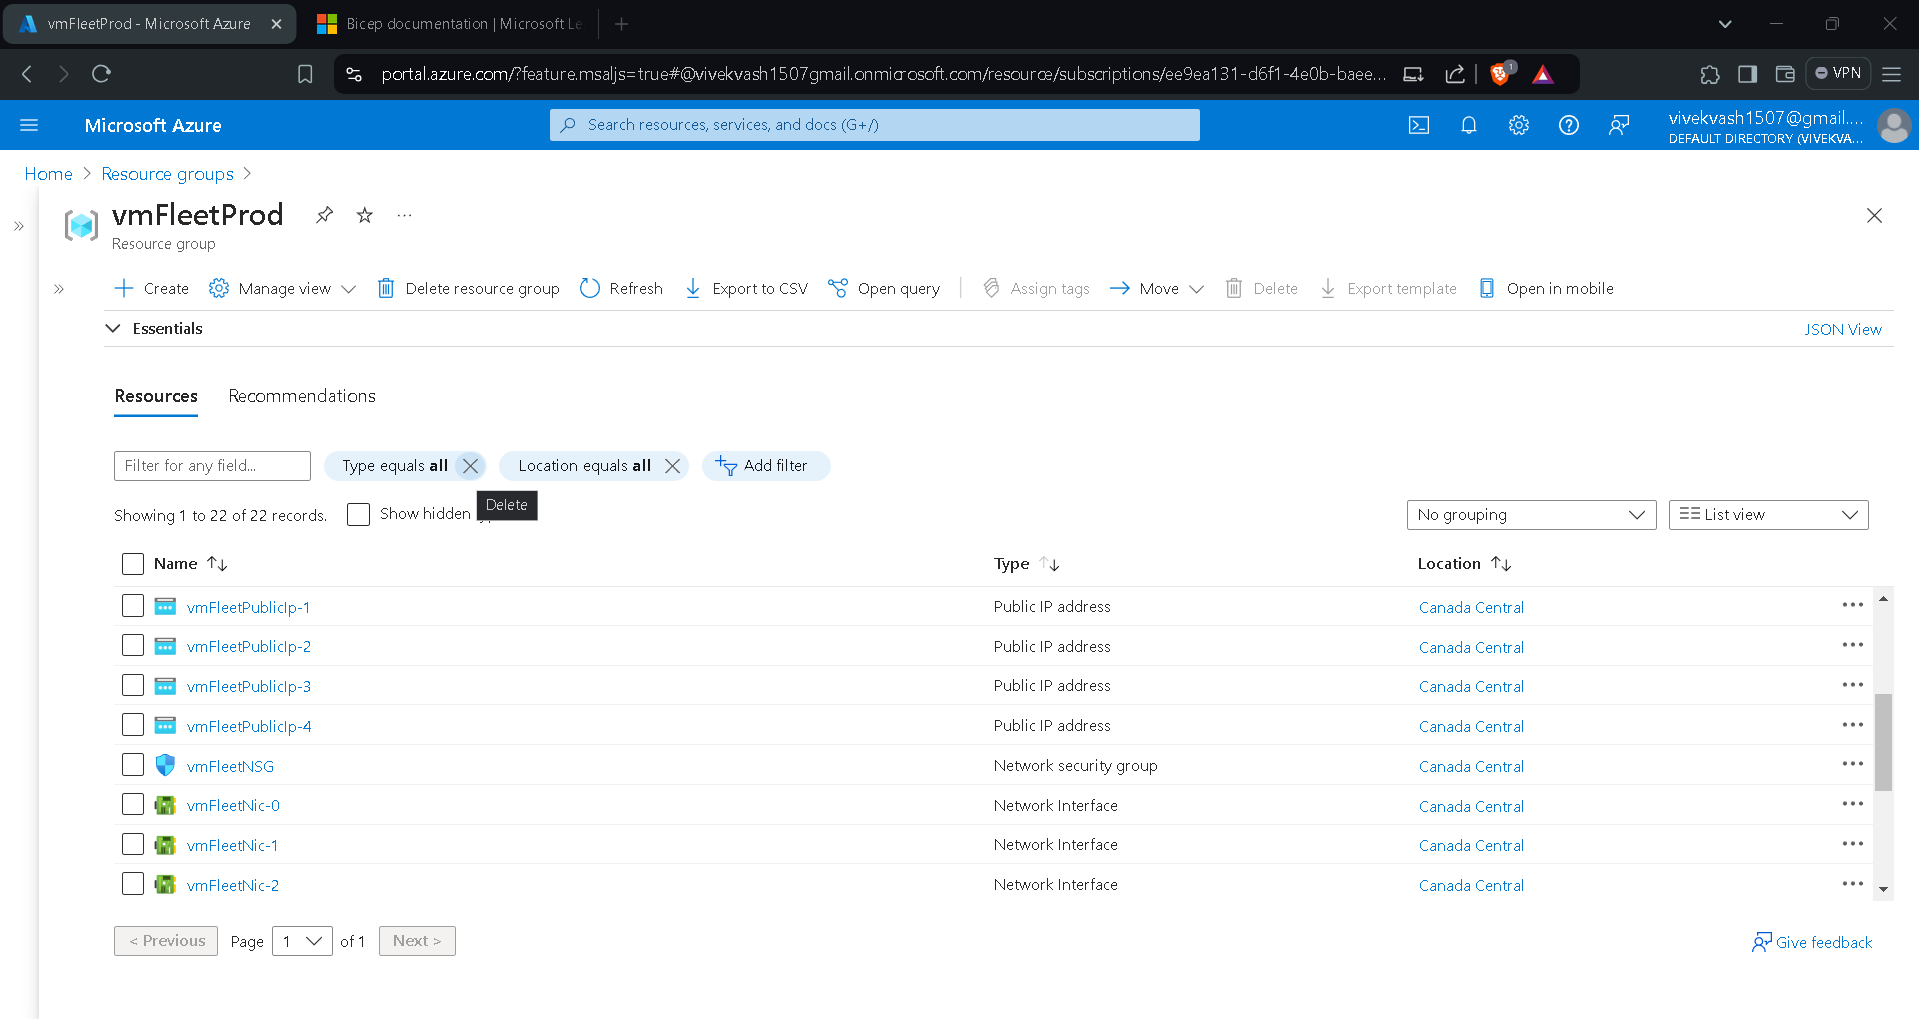 vmFleetProd - Microsoft Azure
Bicep documentation | Microsoft Le
portal.azure.com/?feature.msaljs=true#@vivekvash1507gmail.onmicrosoft.com/resource/subscriptions/ee9ea131-d6f1-4e0b-baee...
1
VPN
Microsoft Azure
Search resources, services, and docs (G+/)
vivekvash1507@gmail....
DEFAULT DIRECTORY (VIVEKVA...
Home > Resource groups >
vmFleetProd
Resource group
Create
Manage view
Delete resource group
Refresh
Export to CSV
Open query
Assign tags
Move
Delete
Export template
Open in mobile
Essentials
JSON View
Resources
Recommendations
Filter for any field...
Type equals all
Location equals all
Add filter
Delete
Showing 1 to 22 of 22 records.
Show hidden
No grouping
List view
Name
Type
Location
vmFleetPublicIp-1 Public IP address Canada Central
vmFleetPublicIp-2 Public IP address Canada Central
vmFleetPublicIp-3 Public IP address Canada Central
vmFleetPublicIp-4 Public IP address Canada Central
vmFleetNSG Network security group Canada Central
vmFleetNic-0 Network Interface Canada Central
vmFleetNic-1 Network Interface Canada Central
vmFleetNic-2 Network Interface Canada Central
< Previous
Page 1 of 1
Next >
Give feedback